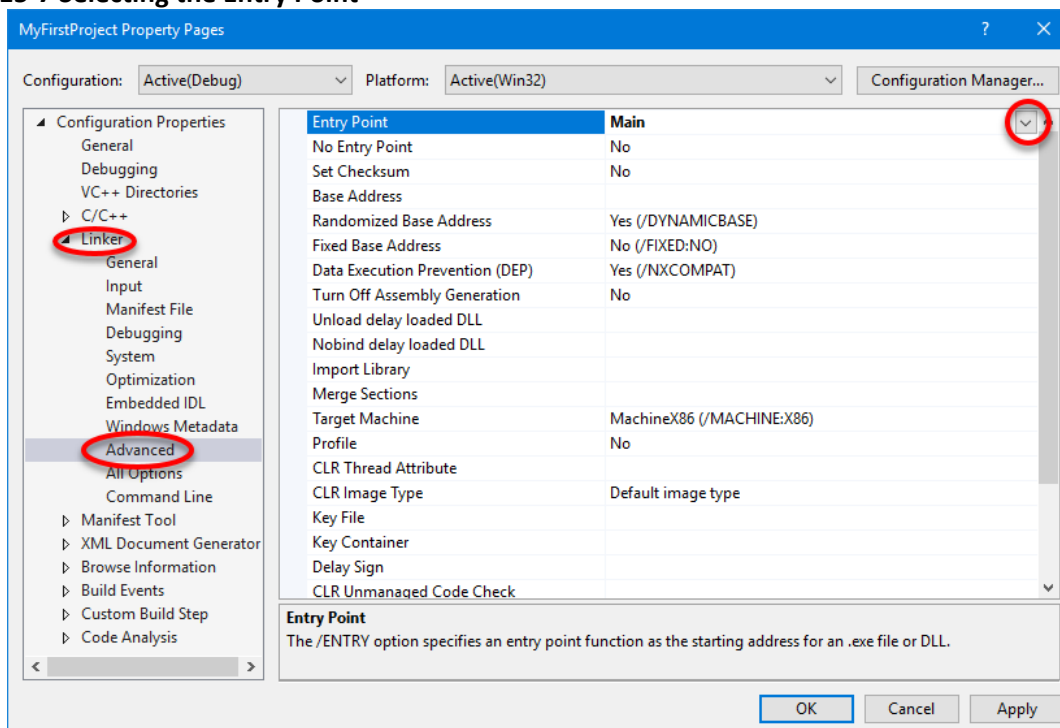 Selecting the Entry Point
MyFirstProject Property Pages
?
Configuration: Active(Debug) Platform: Active(Win32) Configuration Manager...
Configuration Properties
General
Debugging
VC++ Directories
C/C++
Linker
General
Input
Manifest File
Debugging
System
Optimization
Embedded IDL
Windows Metadata
Advanced
All Options
Command Line
Manifest Tool
XML Document Generator
Browse Information
Build Events
Custom Build Step
Code Analysis
Entry Point Main
No Entry Point No
Set Checksum No
Base Address
Randomized Base Address Yes (/DYNAMICBASE)
Fixed Base Address No (/FIXED:NO)
Data Execution Prevention (DEP) Yes (/NXCOMPAT)
Turn Off Assembly Generation No
Unload delay loaded DLL
Nobind delay loaded DLL
Import Library
Merge Sections
Target Machine MachineX86 (/MACHINE:X86)
Profile No
CLR Thread Attribute
CLR Image Type Default image type
Key File
Key Container
Delay Sign
CLR Unmanaged Code Check
Entry Point
The /ENTRY option specifies an entry point function as the starting address for an .exe file or DLL.
OK Cancel Apply